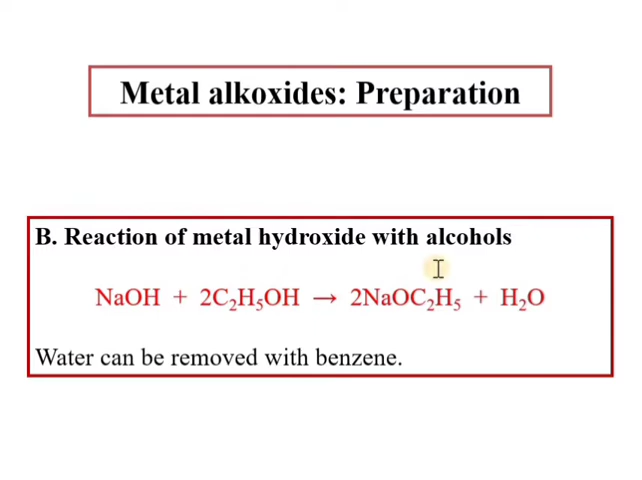 Metal alkoxides: Preparation
B. Reaction of metal hydroxide with alcohols
NaOH + 2C₂H₅OH → 2NaOC₂H₅ + H₂O
Water can be removed with benzene.